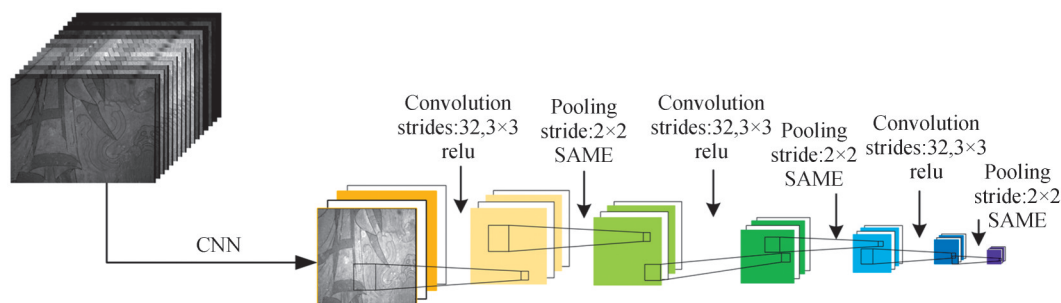 Convolution
strides:32,3×3
relu
Pooling
stride:2×2
SAME
Convolution
strides:32,3×3
relu
Pooling
stride:2×2
SAME
Convolution
strides:32,3×3
relu
Pooling
stride:2×2
SAME
CNN